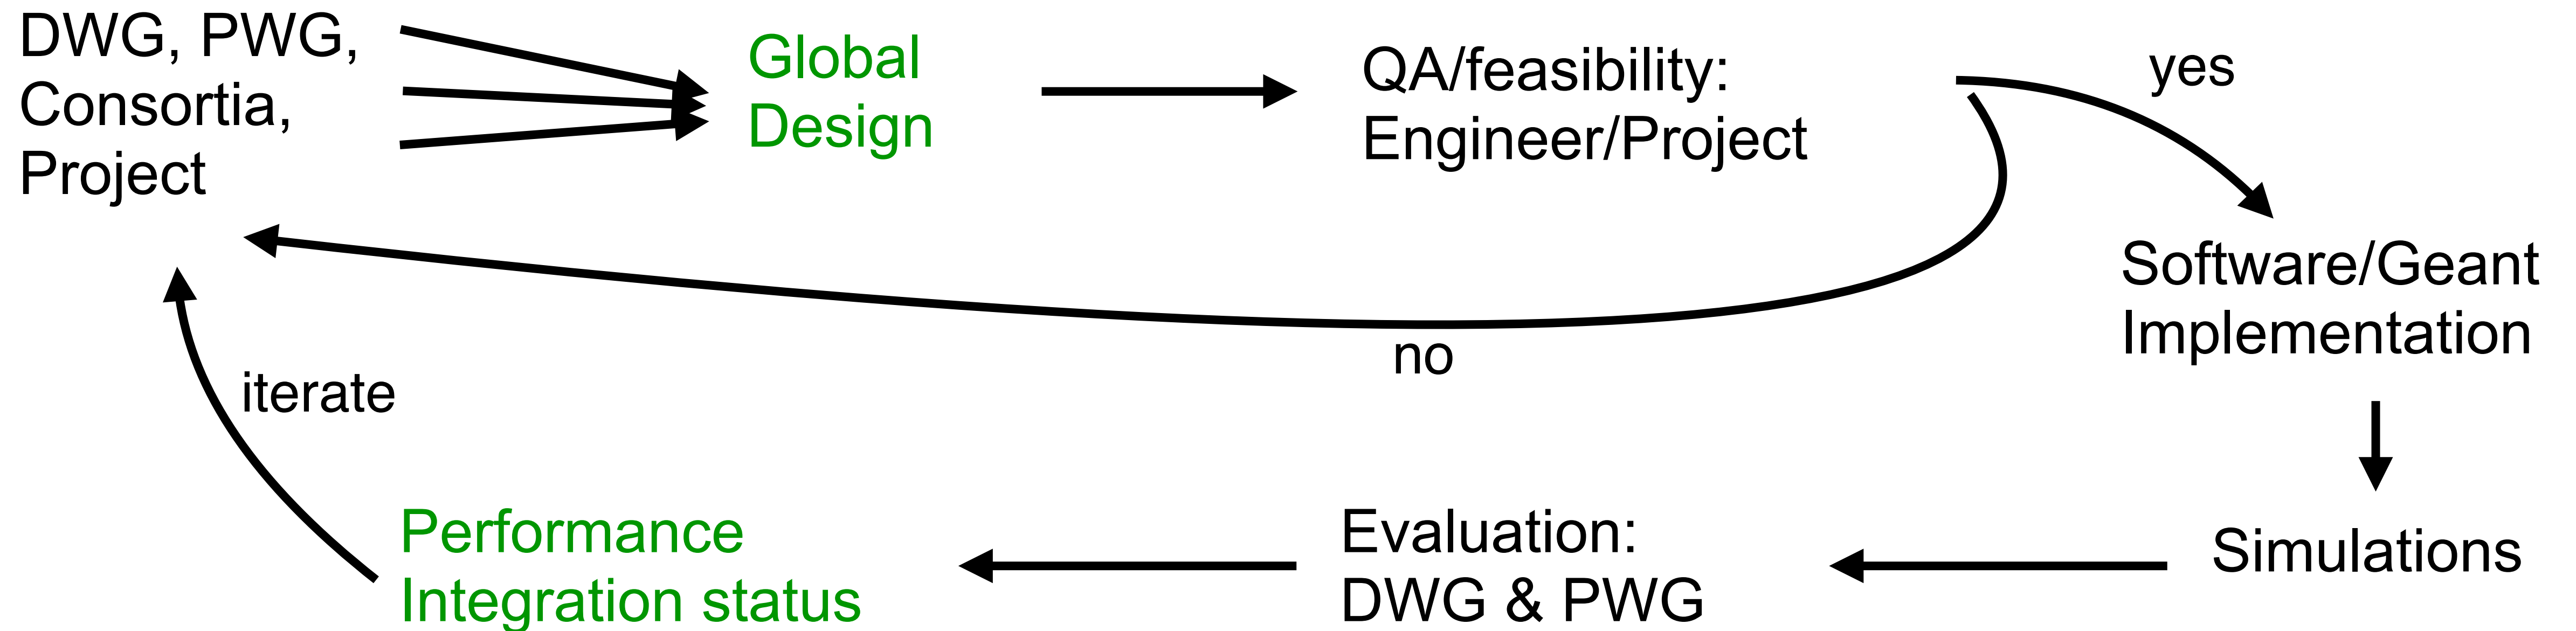 DWG, PWG,
Consortia,
Project
Global
Design
QA/feasibility:
Engineer/Project
yes
Software/Geant
Implementation
no
iterate
Simulations
Evaluation:
DWG & PWG
Performance
Integration status